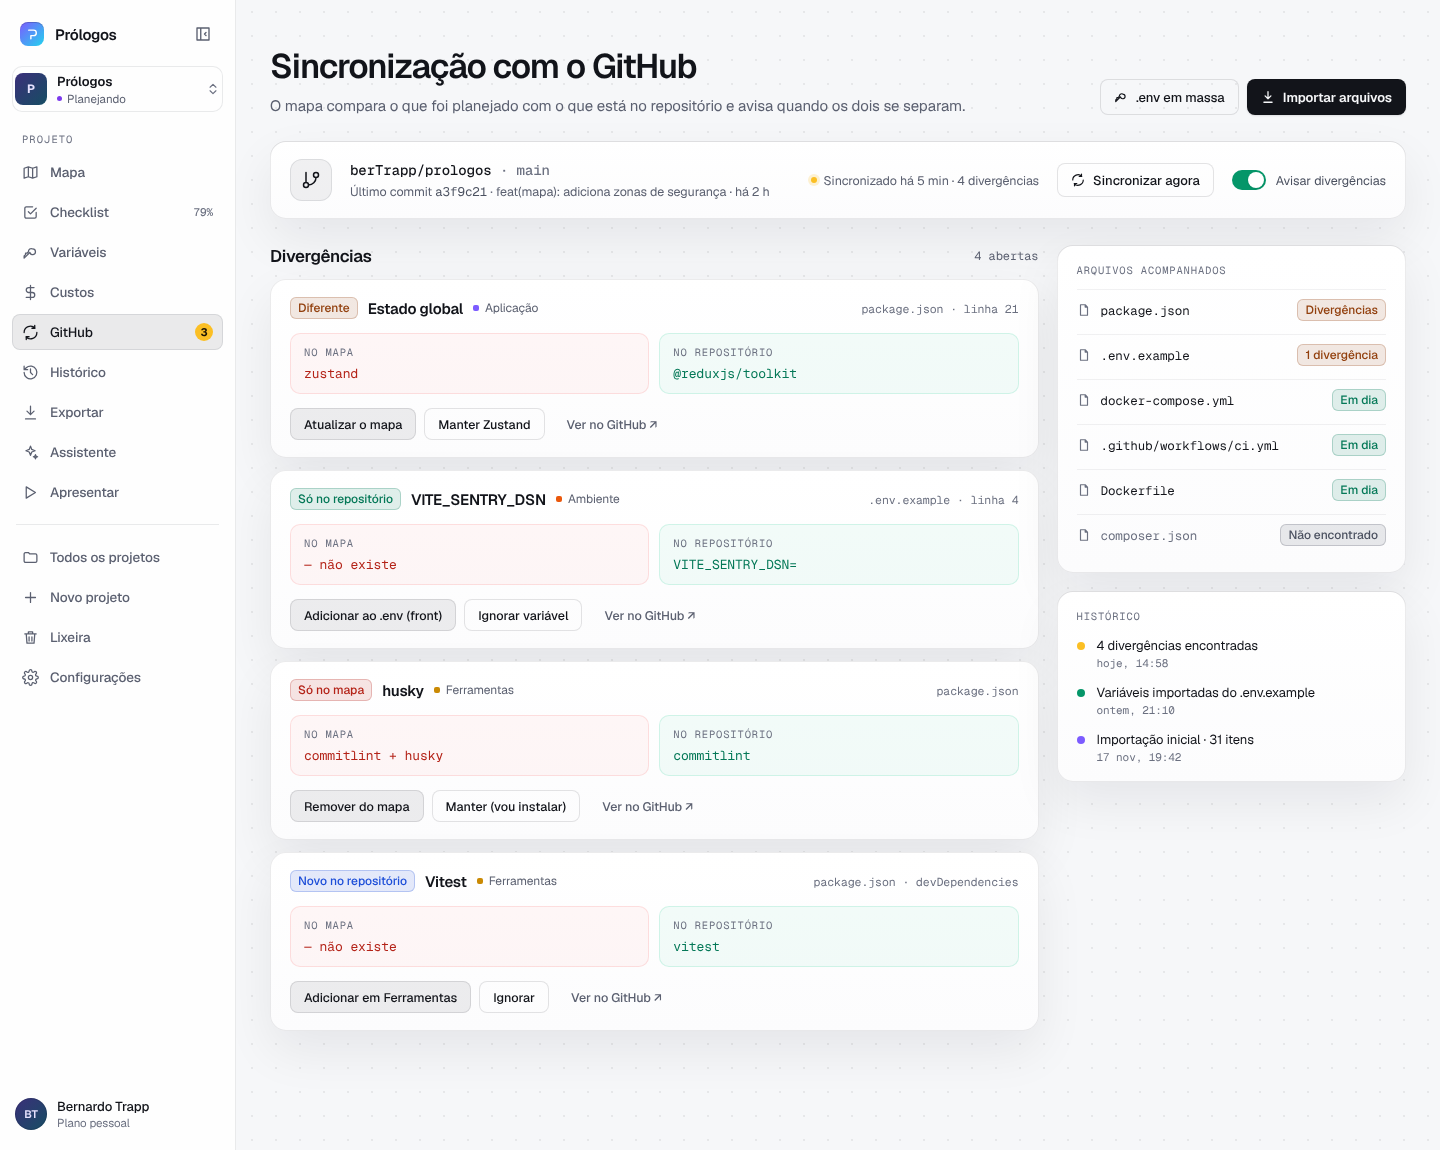 Prólogos
P
Prólogos
Planejando
PROJETO
Mapa
Checklist 79%
Variáveis
Custos
GitHub 3
Histórico
Exportar
Assistente
Apresentar
Todos os projetos
Novo projeto
Lixeira
Configurações
BT
Bernardo Trapp
Plano pessoal
Sincronização com o GitHub
O mapa compara o que foi planejado com o que está no repositório e avisa quando os dois se separam.
.env em massa
Importar arquivos
berTrapp/prologos · main
Último commit a3f9c21 · feat(mapa): adiciona zonas de segurança · há 2 h
Sincronizado há 5 min · 4 divergências
Sincronizar agora
Avisar divergências
Divergências
4 abertas
Diferente Estado global Aplicação package.json · linha 21
NO MAPA
zustand
NO REPOSITÓRIO
@reduxjs/toolkit
Atualizar o mapa Manter Zustand Ver no GitHub ↗
Só no repositório VITE_SENTRY_DSN Ambiente .env.example · linha 4
NO MAPA
— não existe
NO REPOSITÓRIO
VITE_SENTRY_DSN=
Adicionar ao .env (front) Ignorar variável Ver no GitHub ↗
Só no mapa husky Ferramentas package.json
NO MAPA
commitlint + husky
NO REPOSITÓRIO
commitlint
Remover do mapa Manter (vou instalar) Ver no GitHub ↗
Novo no repositório Vitest Ferramentas package.json · devDependencies
NO MAPA
— não existe
NO REPOSITÓRIO
vitest
Adicionar em Ferramentas Ignorar Ver no GitHub ↗
ARQUIVOS ACOMPANHADOS
package.json Divergências
.env.example 1 divergência
docker-compose.yml Em dia
.github/workflows/ci.yml Em dia
Dockerfile Em dia
composer.json Não encontrado
HISTÓRICO
4 divergências encontradas
hoje, 14:58
Variáveis importadas do .env.example
ontem, 21:10
Importação inicial · 31 itens
17 nov, 19:42